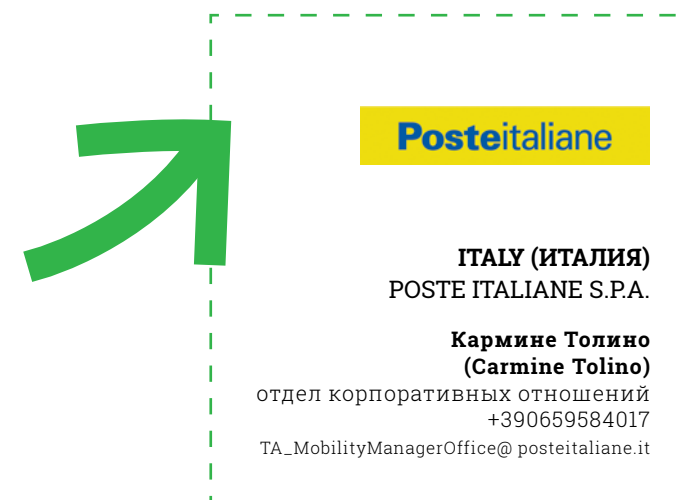 Posteitaliane
ITALY (ИТАЛИЯ)
POSTE ITALIANE S.P.A.
Кармине Толино
(Carmine Tolino)
отдел корпоративных отношений
+390659584017
TA_MobilityManagerOffice@ posteitaliane.it